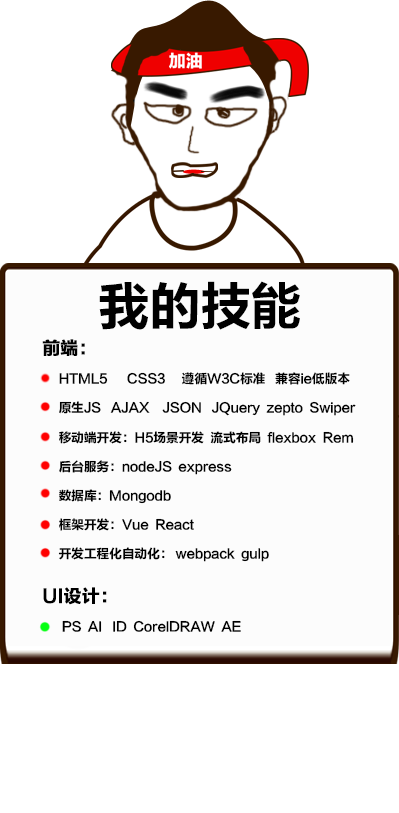 加油
我的技能
前端：
HTML5 CSS3 遵循W3C标准 兼容ie低版本
原生JS AJAX JSON JQuery zepto Swiper
移动端开发：H5场景开发 流式布局 flexbox Rem
后台服务：nodeJS express
数据库：Mongodb
框架开发：Vue React
开发工程化自动化： webpack gulp
UI设计：
PS AI ID CorelDRAW AE